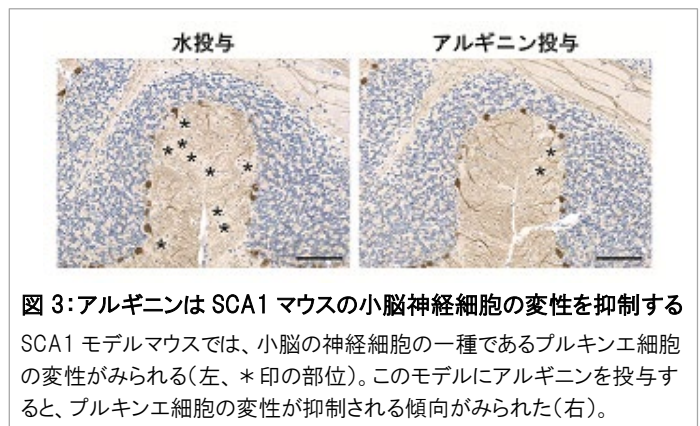 水投与
アルギニン投与
* * * * * * * * *
* *
図 3：アルギニンは SCA1 マウスの小脳神経細胞の変性を抑制する
SCA1 モデルマウスでは、小脳の神経細胞の一種であるプルキンエ細胞
の変性がみられる（左、＊印の部位）。このモデルにアルギニンを投与す
ると、プルキンエ細胞の変性が抑制される傾向がみられた（右）。